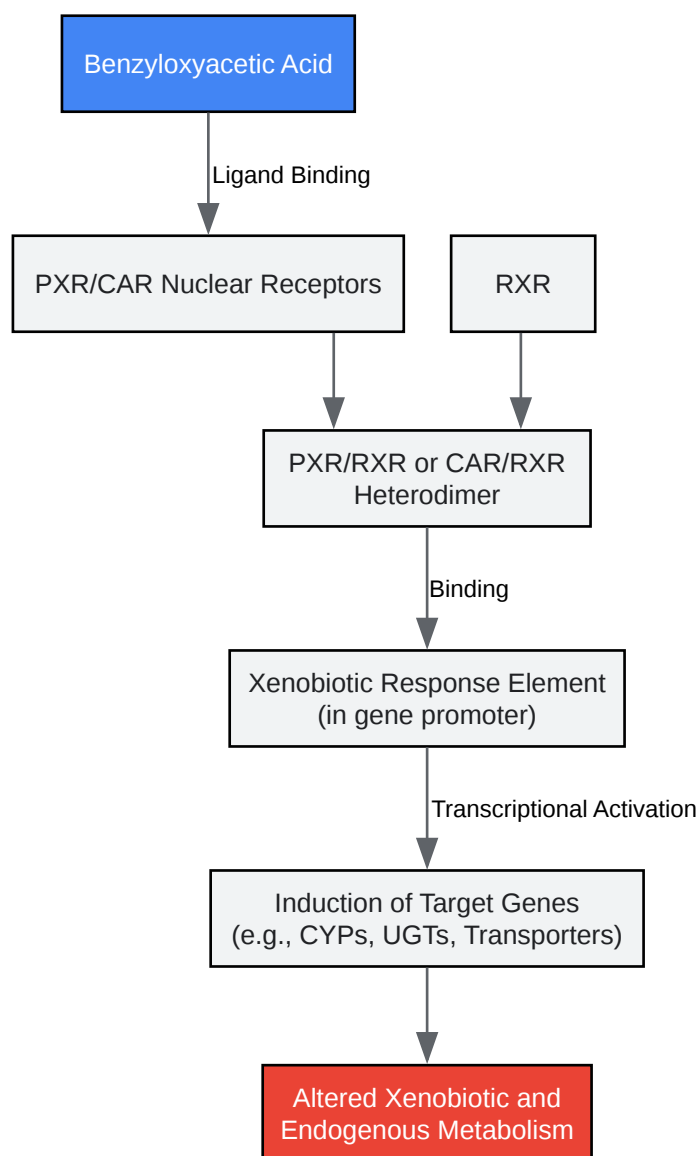 Benzyloxyacetic Acid
Ligand Binding
PXR/CAR Nuclear Receptors
RXR
PXR/RXR or CAR/RXR
Heterodimer
Binding
Xenobiotic Response Element
(in gene promoter)
Transcriptional Activation
Induction of Target Genes
(e.g., CYPs, UGTs, Transporters)
Altered Xenobiotic and
Endogenous Metabolism